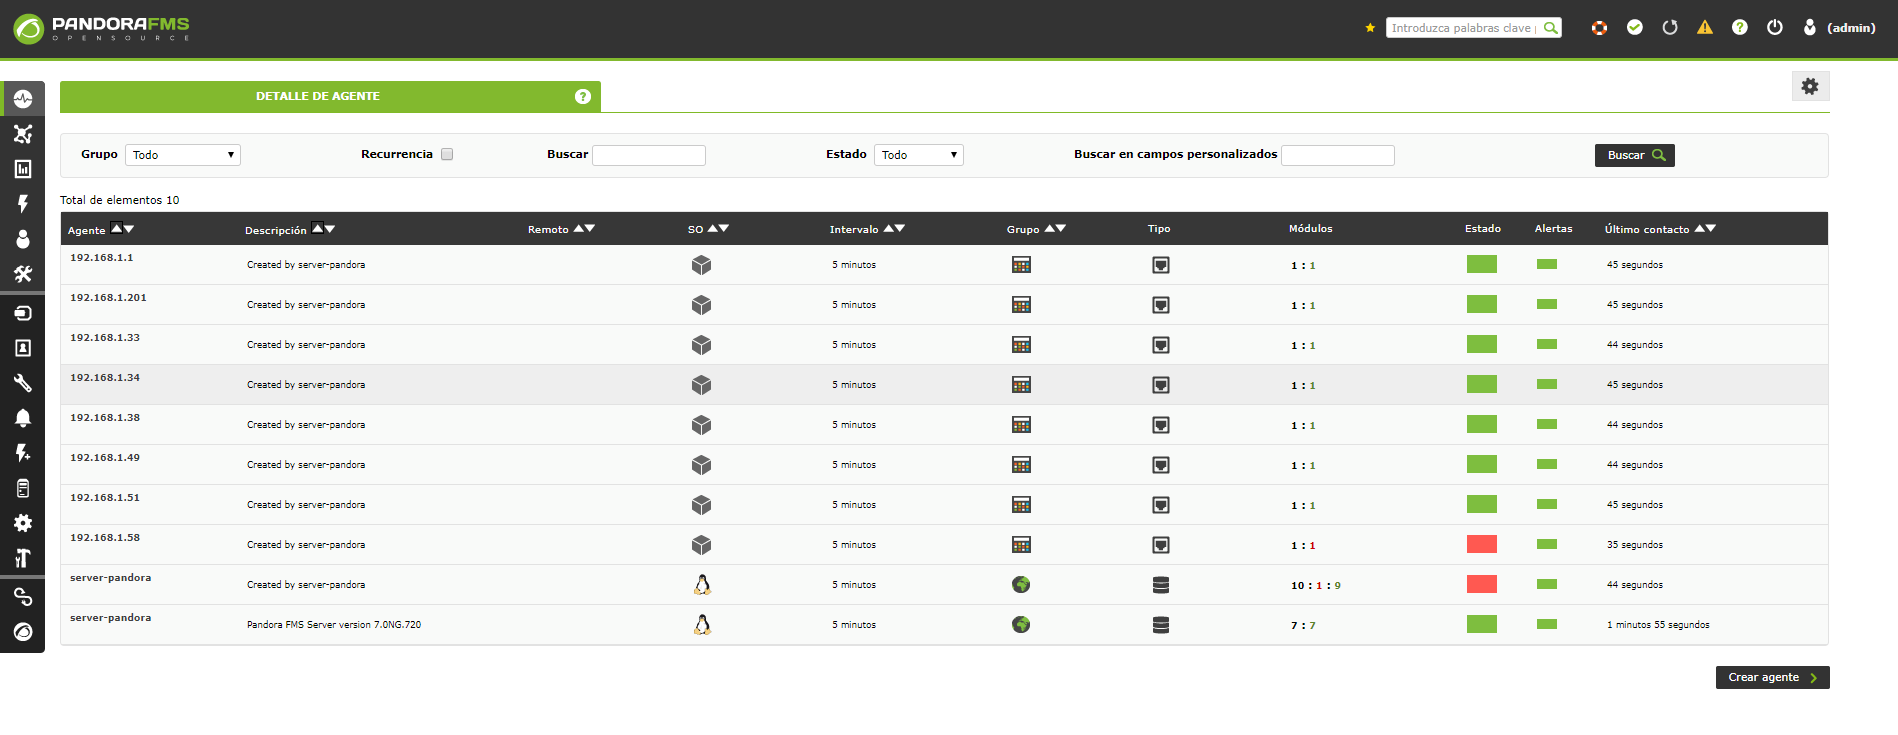 PANDORAFMS
OPENSOURCE
Introduzca palabras clave p
(admin)
DETALLE DE AGENTE
Grupo Todo Recurrencia Buscar Estado Todo Buscar en campos personalizados Buscar
Total de elementos 10
Agente Descripción Remoto SO Intervalo Grupo Tipo Módulos Estado Alertas Último contacto
192.168.1.1 Created by server-pandora 5 minutos 1 : 1 45 segundos
192.168.1.201 Created by server-pandora 5 minutos 1 : 1 45 segundos
192.168.1.33 Created by server-pandora 5 minutos 1 : 1 44 segundos
192.168.1.34 Created by server-pandora 5 minutos 1 : 1 45 segundos
192.168.1.38 Created by server-pandora 5 minutos 1 : 1 44 segundos
192.168.1.49 Created by server-pandora 5 minutos 1 : 1 44 segundos
192.168.1.51 Created by server-pandora 5 minutos 1 : 1 45 segundos
192.168.1.58 Created by server-pandora 5 minutos 1 : 1 35 segundos
server-pandora Created by server-pandora 5 minutos 10 : 1 : 9 44 segundos
server-pandora Pandora FMS Server version 7.0NG.720 5 minutos 7 : 7 1 minutos 55 segundos
Crear agente